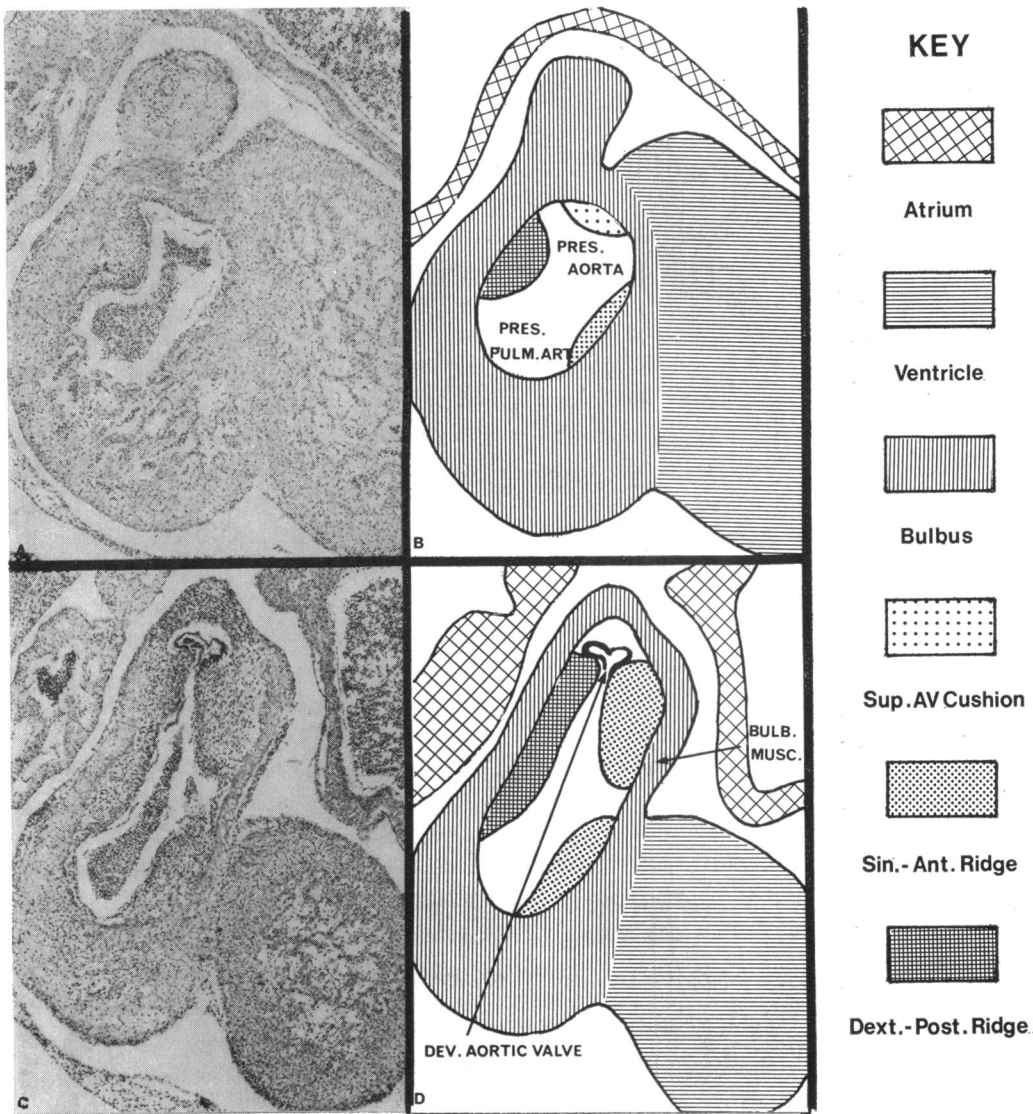 A
B
PRES.
AORTA
PRES.
PULM.ART
C
D
BULB.
MUSC.
DEV. AORTIC VALVE
KEY
Atrium
Ventricle
Bulbus
Sup. AV Cushion
Sin.- Ant. Ridge
Dext.- Post. Ridge